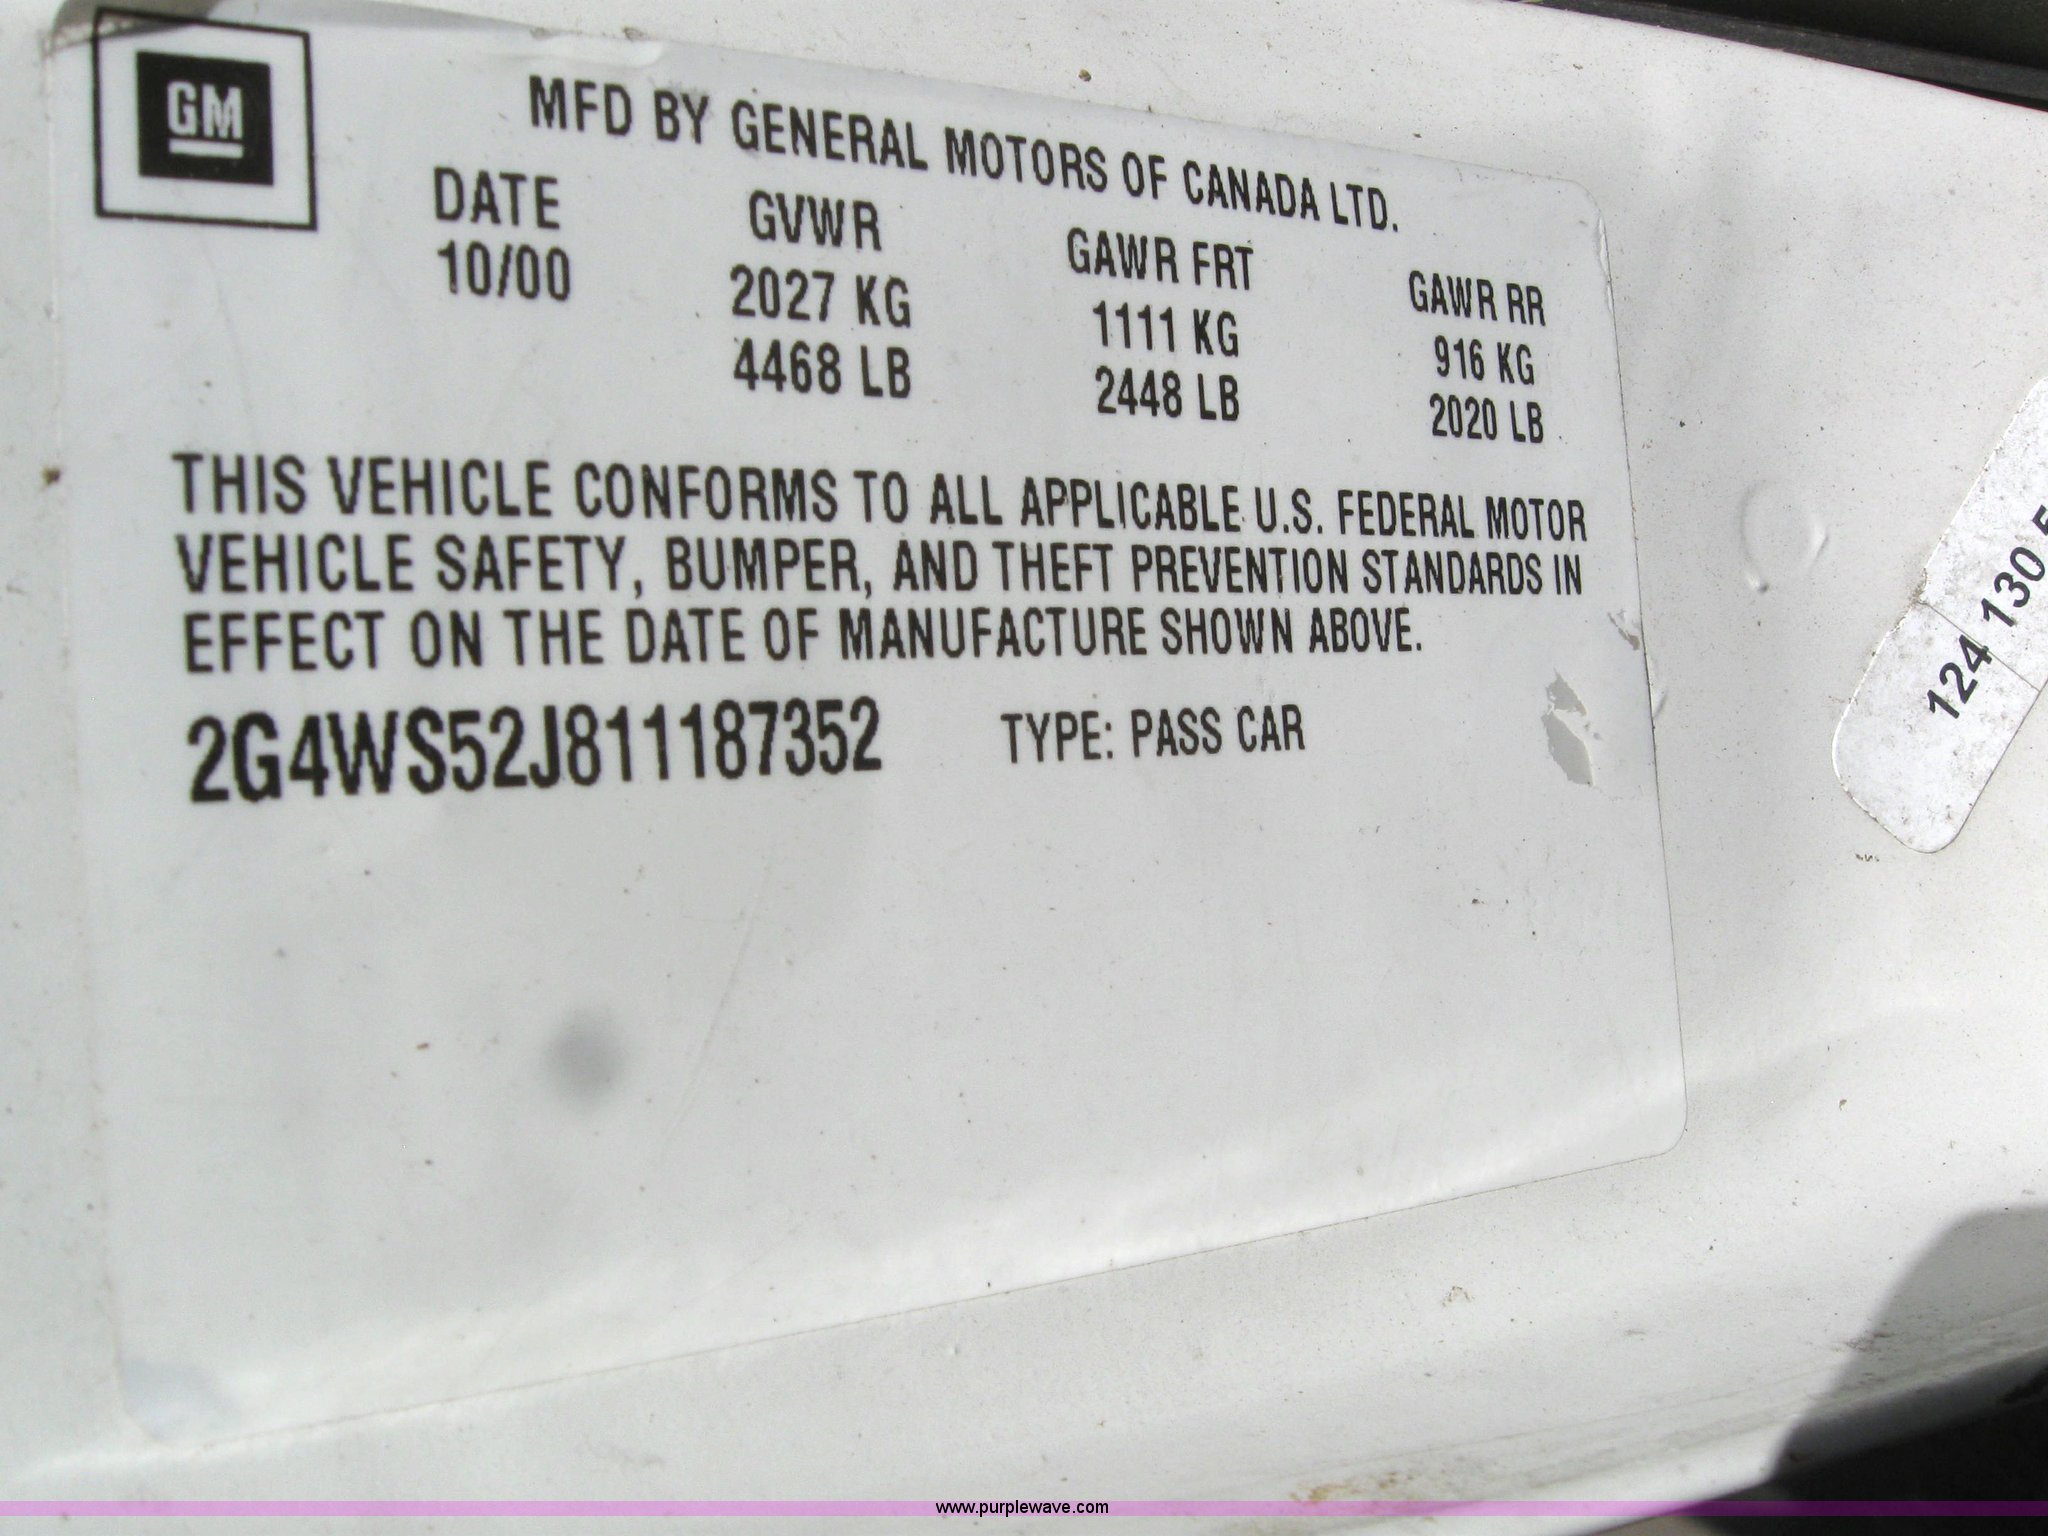 GM
MFD BY GENERAL MOTORS OF CANADA LTD.
DATE GVWR GAWR FRT GAWR RR
10/00 2027 KG 1111 KG 916 KG
4468 LB 2448 LB 2020 LB
THIS VEHICLE CONFORMS TO ALL APPLICABLE U.S. FEDERAL MOTOR
VEHICLE SAFETY, BUMPER, AND THEFT PREVENTION STANDARDS IN
EFFECT ON THE DATE OF MANUFACTURE SHOWN ABOVE.
2G4WS52J811187352 TYPE: PASS CAR
124 130
www.purplewave.com